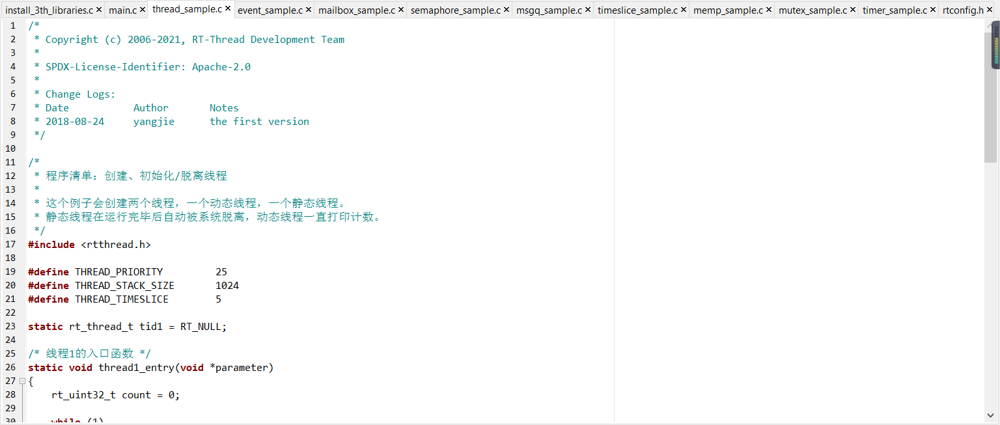 install_3th_libraries.c × main.c × thread_sample.c × event_sample.c × mailbox_sample.c × semaphore_sample.c × msgq_sample.c × timeslice_sample.c × memp_sample.c × mutex_sample.c × timer_sample.c × rtconfig.h ×
1 /*
2  * Copyright (c) 2006-2021, RT-Thread Development Team
3  *
4  * SPDX-License-Identifier: Apache-2.0
5  *
6  * Change Logs:
7  * Date           Author       Notes
8  * 2018-08-24     yangjie      the first version
9  */
10
11 /*
12  * 程序清单：创建、初始化/脱离线程
13  *
14  * 这个例子会创建两个线程，一个动态线程，一个静态线程。
15  * 静态线程在运行完毕后自动被系统脱离，动态线程一直打印计数。
16  */
17 #include <rtthread.h>
18
19 #define THREAD_PRIORITY         25
20 #define THREAD_STACK_SIZE       1024
21 #define THREAD_TIMESLICE        5
22
23 static rt_thread_t tid1 = RT_NULL;
24
25 /* 线程1的入口函数 */
26 static void thread1_entry(void *parameter)
27 {
28     rt_uint32_t count = 0;
29
30     while (1)